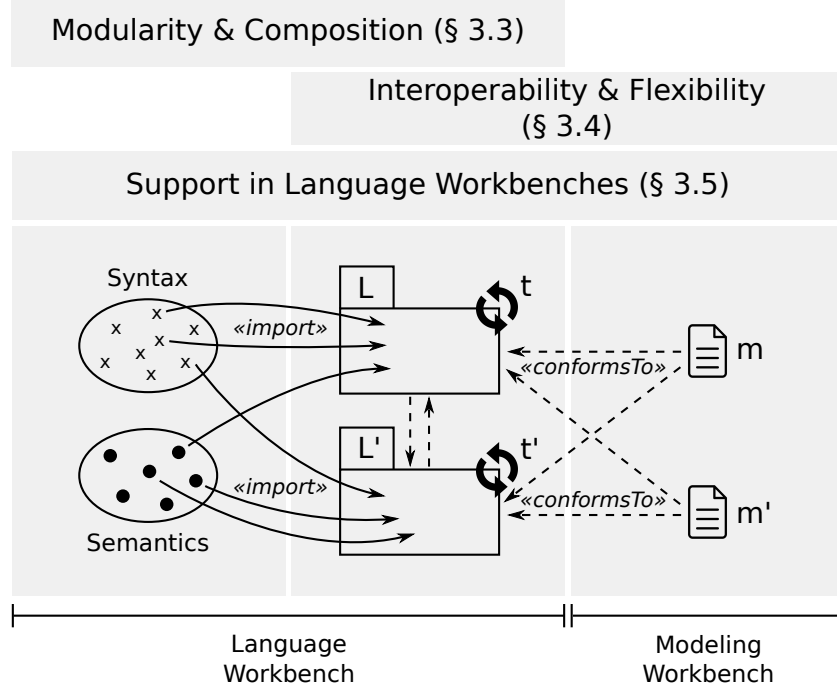 Modularity & Composition (§ 3.3)
Interoperability & Flexibility
(§ 3.4)
Support in Language Workbenches (§ 3.5)
Syntax
«import»
L
t
«conformsTo»
m
Semantics
«import»
L'
t'
«conformsTo»
m'
Language
Workbench
Modeling
Workbench